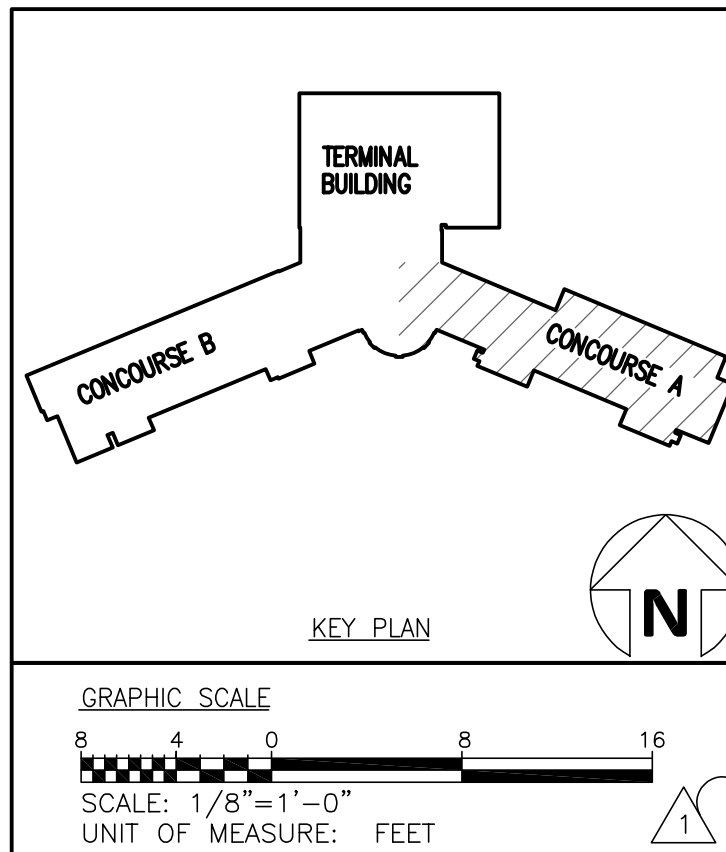 TERMINAL
BUILDING
CONCOURSE B
CONCOURSE A
N
KEY PLAN
GRAPHIC SCALE
8 4 0 8 16
SCALE: 1/8"=1'-0"
UNIT OF MEASURE: FEET
1